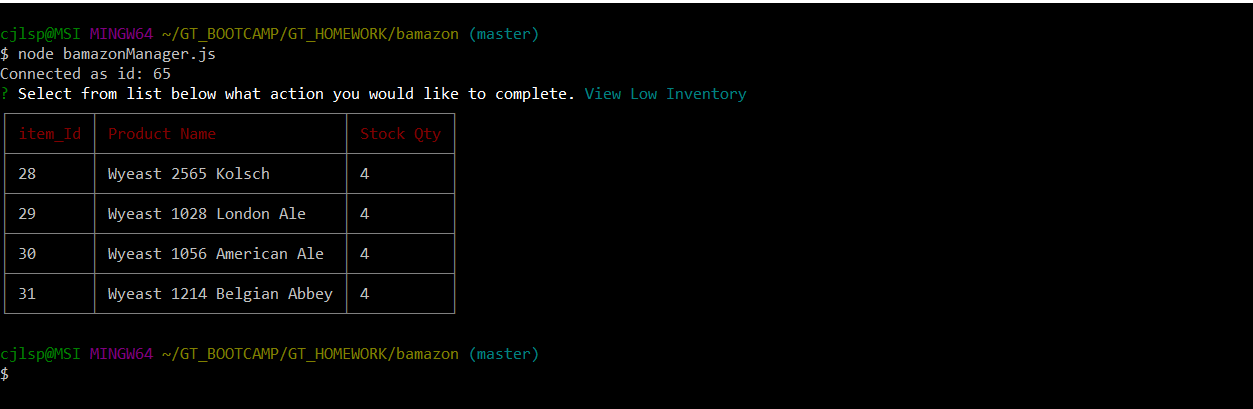 cjlsp@MSI MINGW64 ~/GT_BOOTCAMP/GT_HOMEWORK/bamazon (master)
$ node bamazonManager.js
Connected as id: 65
? Select from list below what action you would like to complete. View Low Inventory
item_Id Product Name Stock Qty
28 Wyeast 2565 Kolsch 4
29 Wyeast 1028 London Ale 4
30 Wyeast 1056 American Ale 4
31 Wyeast 1214 Belgian Abbey 4
cjlsp@MSI MINGW64 ~/GT_BOOTCAMP/GT_HOMEWORK/bamazon (master)
$